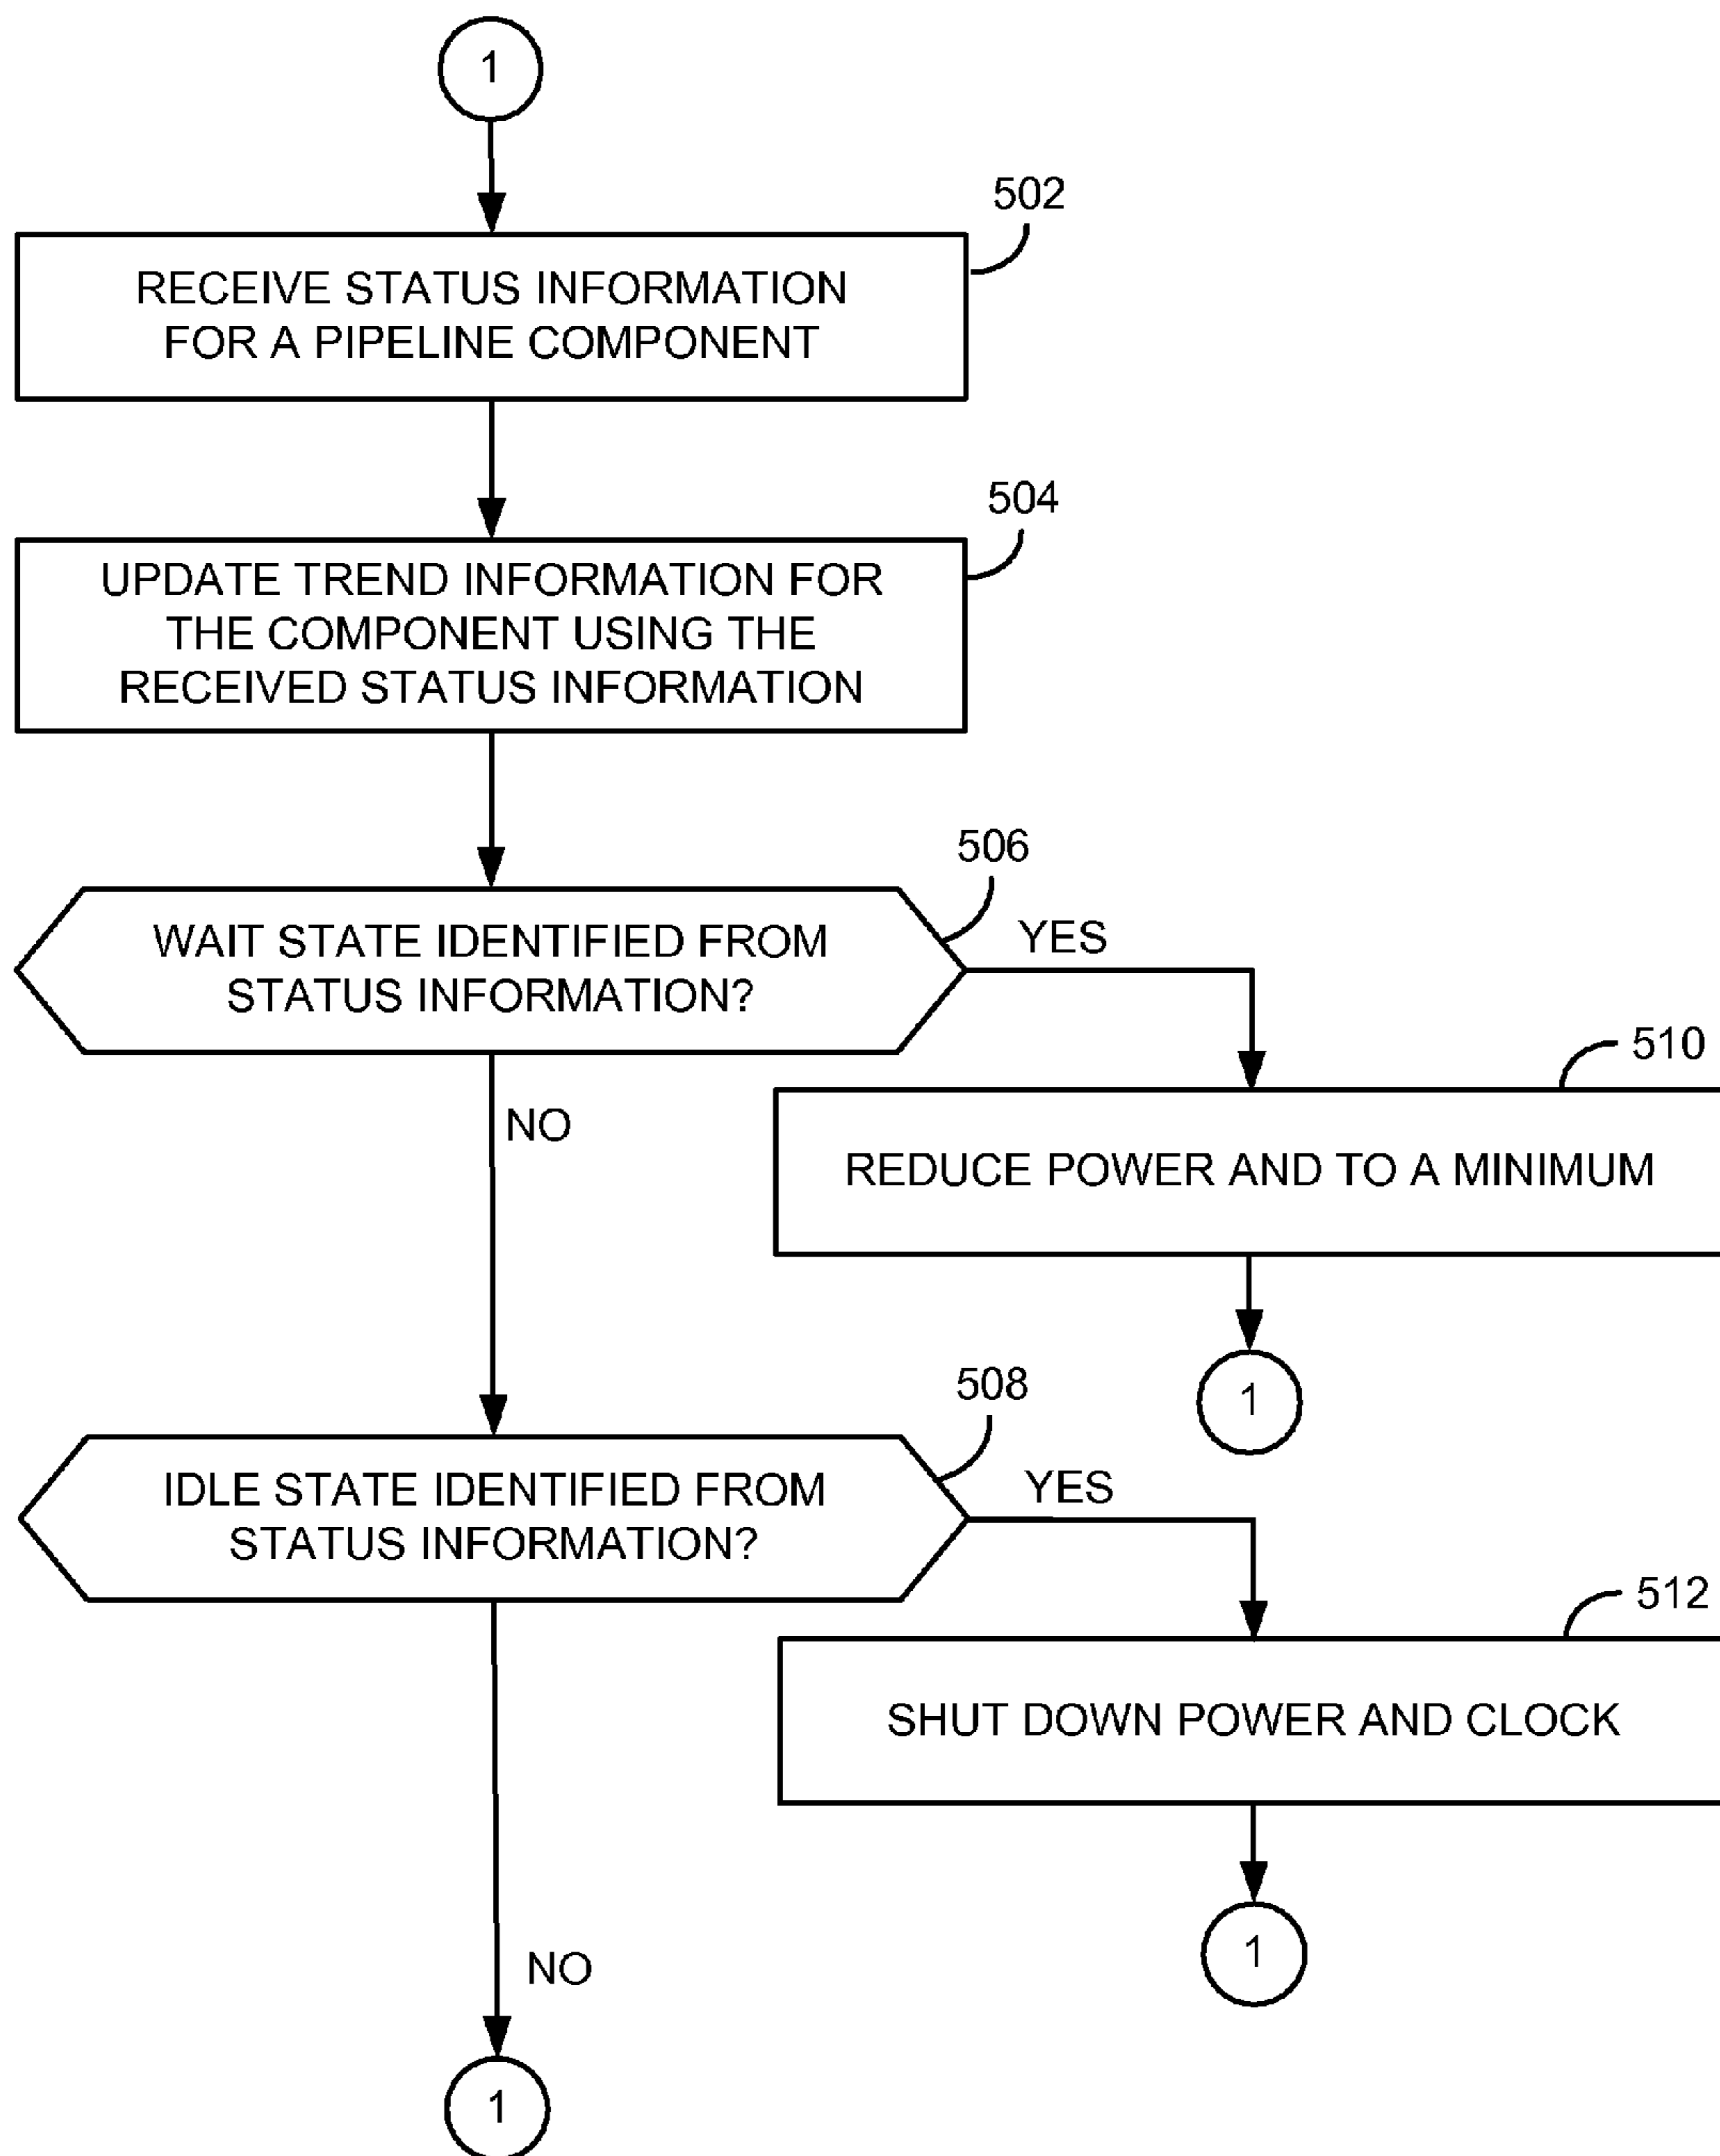 1
502
RECEIVE STATUS INFORMATION
FOR A PIPELINE COMPONENT
504
UPDATE TREND INFORMATION FOR
THE COMPONENT USING THE
RECEIVED STATUS INFORMATION
506
WAIT STATE IDENTIFIED FROM
STATUS INFORMATION?
YES
510
NO
REDUCE POWER AND TO A MINIMUM
1
508
IDLE STATE IDENTIFIED FROM
STATUS INFORMATION?
YES
512
SHUT DOWN POWER AND CLOCK
1
NO
1